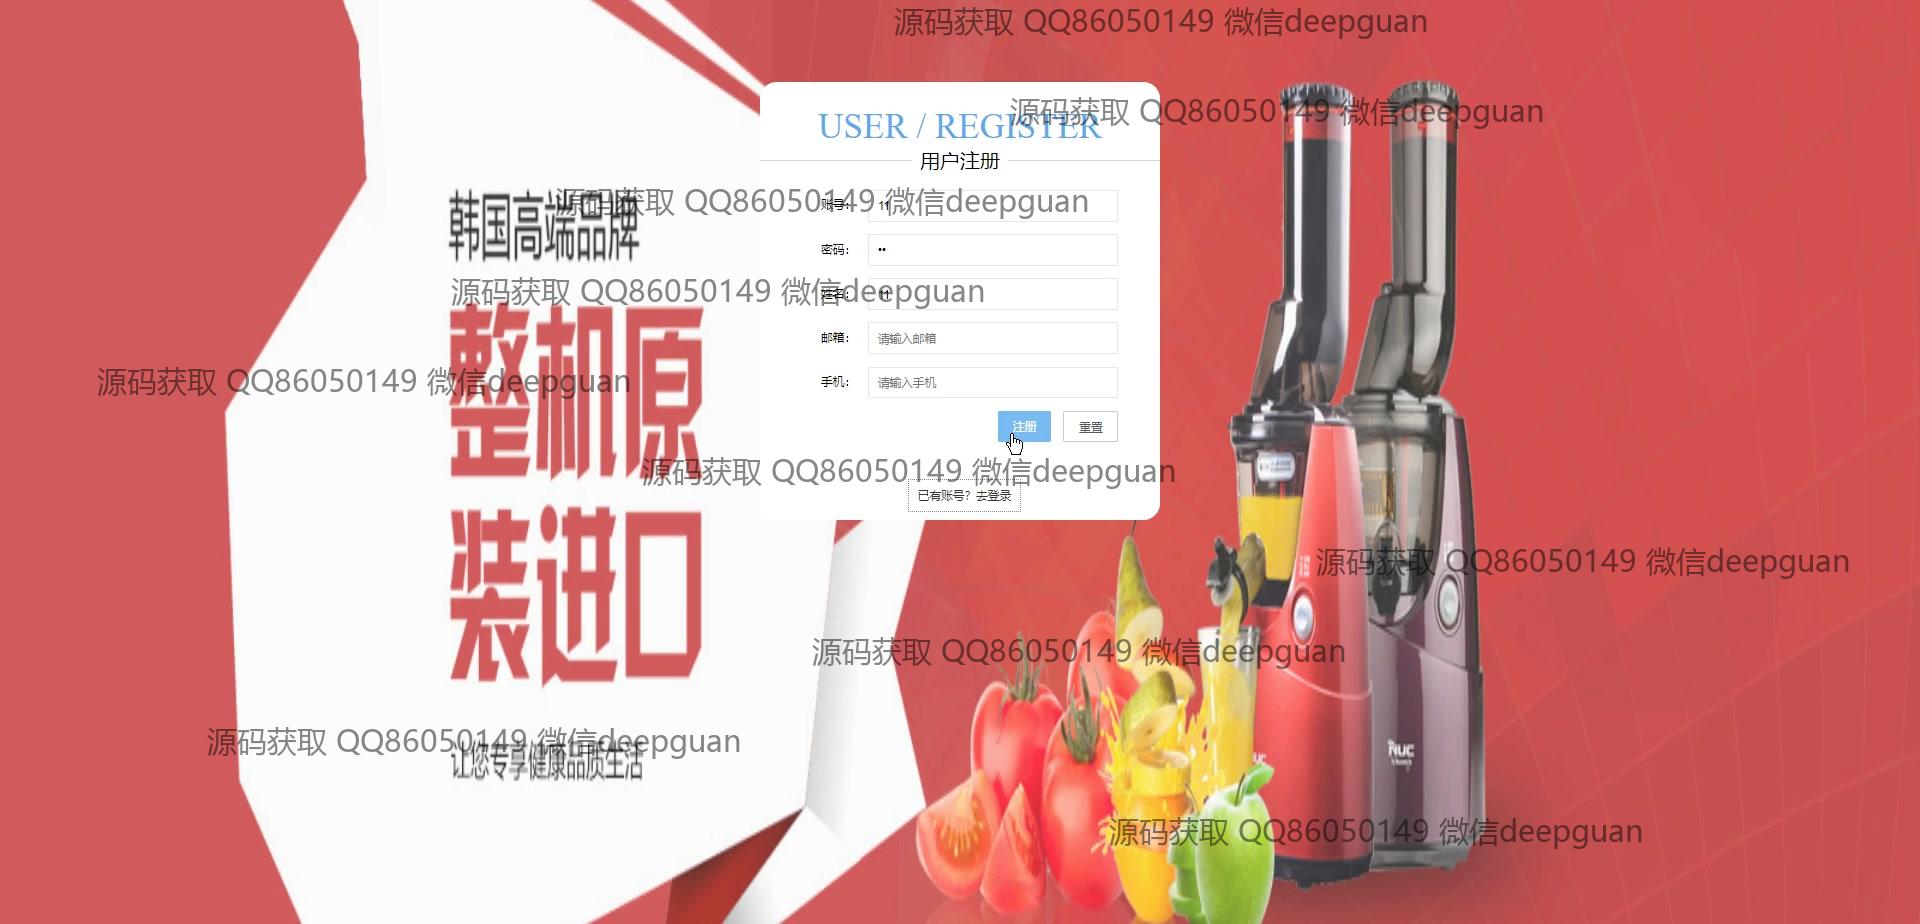 源码获取 QQ86050149 微信deepguan
源码获取 QQ86050149 微信deepguan
USER / REGISTER
用户注册
源码获取 QQ86050149 微信deepguan
韩国高端品牌
账号: 11
密码: ••
源码获取 QQ86050149 微信deepguan
姓名: 11
整机原
邮箱: 请输入邮箱
源码获取 QQ86050149 微信deepguan
手机: 请输入手机
注册 重置
源码获取 QQ86050149 微信deepguan
已有账号? 去登录
装进口
源码获取 QQ86050149 微信deepguan
源码获取 QQ86050149 微信deepguan
源码获取 QQ86050149 微信deepguan
让您专享健康品质生活
NUC
源码获取 QQ86050149 微信deepguan